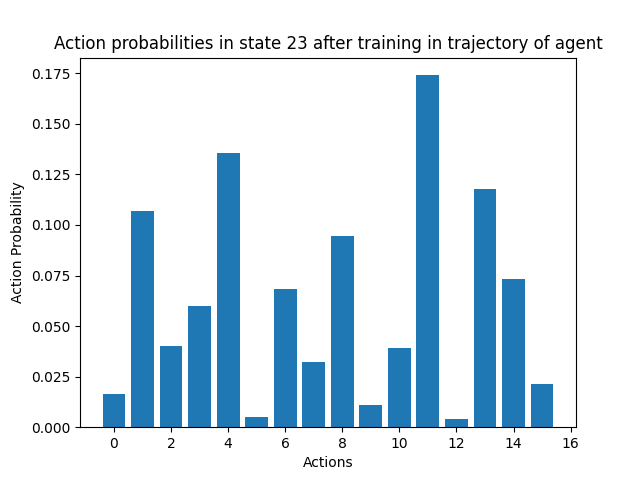 Action probabilities in state 23 after training in trajectory of agent
0.175
0.150
0.125
0.100
0.075
0.050
0.025
0.000
Action Probability
0 2 4 6 8 10 12 14 16
Actions